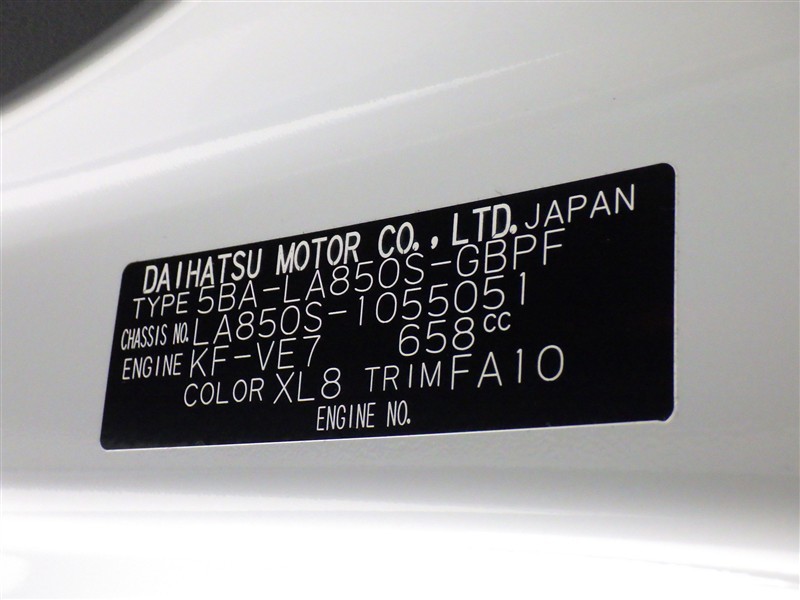 DAIHATSU MOTOR CO., LTD. JAPAN
TYPE 5BA-LA850S-GBPF
CHASSIS NO. LA850S-1055051
ENGINE KF-VE7 658cc
COLOR XL8 TRIM FA10
ENGINE NO.